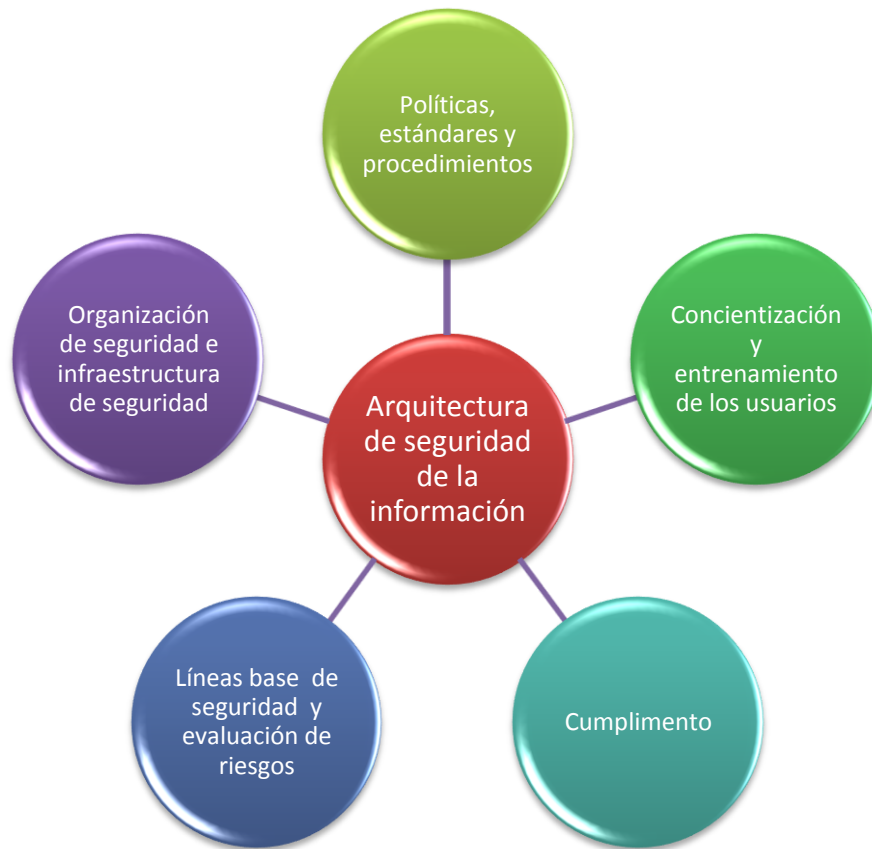 Políticas,
estándares y
procedimientos
Organización
de seguridad e
infraestructura
de seguridad
Concientización
y
entrenamiento
de los usuarios
Arquitectura
de seguridad
de la
información
Líneas base de
seguridad y
evaluación de
riesgos
Cumplimento